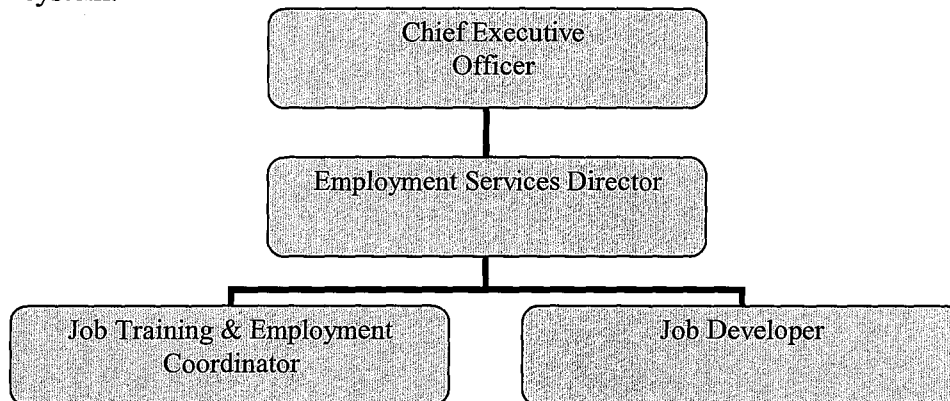 Chief Executive
Officer
Employment Services Director
Job Training & Employment
Coordinator
Job Developer